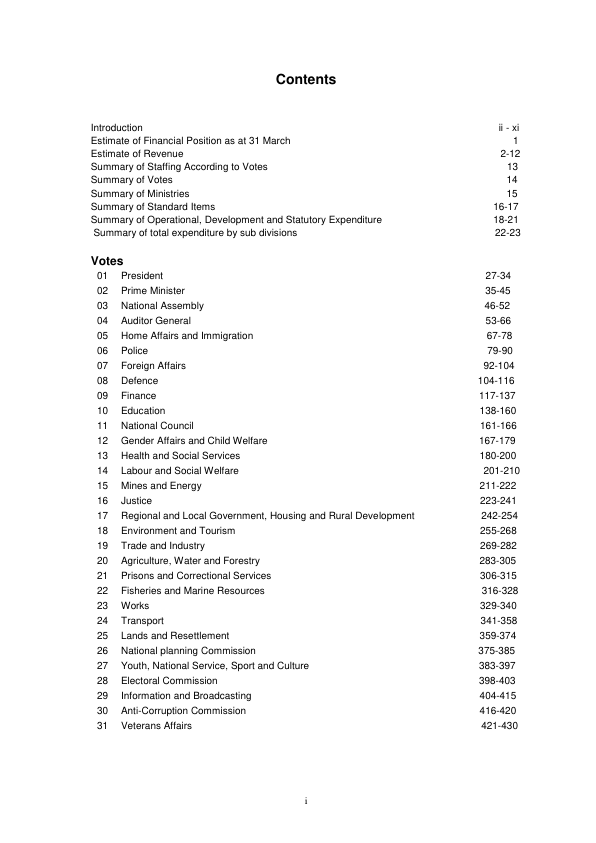 Contents
Introduction ii - xi
Estimate of Financial Position as at 31 March 1
Estimate of Revenue 2-12
Summary of Staffing According to Votes 13
Summary of Votes 14
Summary of Ministries 15
Summary of Standard Items 16-17
Summary of Operational, Development and Statutory Expenditure 18-21
Summary of total expenditure by sub divisions 22-23
Votes
01 President 27-34
02 Prime Minister 35-45
03 National Assembly 46-52
04 Auditor General 53-66
05 Home Affairs and Immigration 67-78
06 Police 79-90
07 Foreign Affairs 92-104
08 Defence 104-116
09 Finance 117-137
10 Education 138-160
11 National Council 161-166
12 Gender Affairs and Child Welfare 167-179
13 Health and Social Services 180-200
14 Labour and Social Welfare 201-210
15 Mines and Energy 211-222
16 Justice 223-241
17 Regional and Local Government, Housing and Rural Development 242-254
18 Environment and Tourism 255-268
19 Trade and Industry 269-282
20 Agriculture, Water and Forestry 283-305
21 Prisons and Correctional Services 306-315
22 Fisheries and Marine Resources 316-328
23 Works 329-340
24 Transport 341-358
25 Lands and Resettlement 359-374
26 National planning Commission 375-385
27 Youth, National Service, Sport and Culture 383-397
28 Electoral Commission 398-403
29 Information and Broadcasting 404-415
30 Anti-Corruption Commission 416-420
31 Veterans Affairs 421-430
i